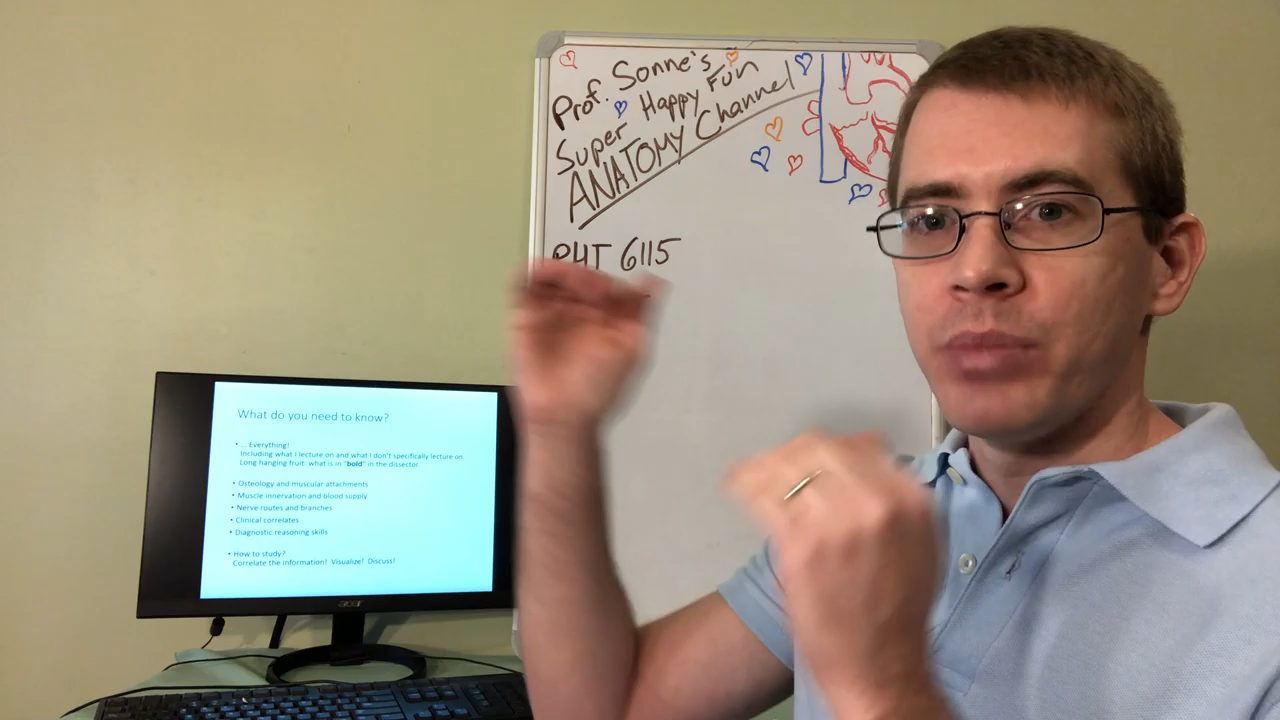 Prof. Sonne's
Super Happy Fun
ANATOMY Channel
PHT 6115
What do you need to know?
• ... Everything!
Including what I lecture on and what I don't specifically lecture on.
Long hanging fruit: what is in "bold" in the dissector
• Osteology and muscular attachments
• Muscle innervation and blood supply
• Nerve routes and branches
• Clinical correlates
• Diagnostic reasoning skills
• How to study?
Correlate the information! Visualize! Discuss!
acer